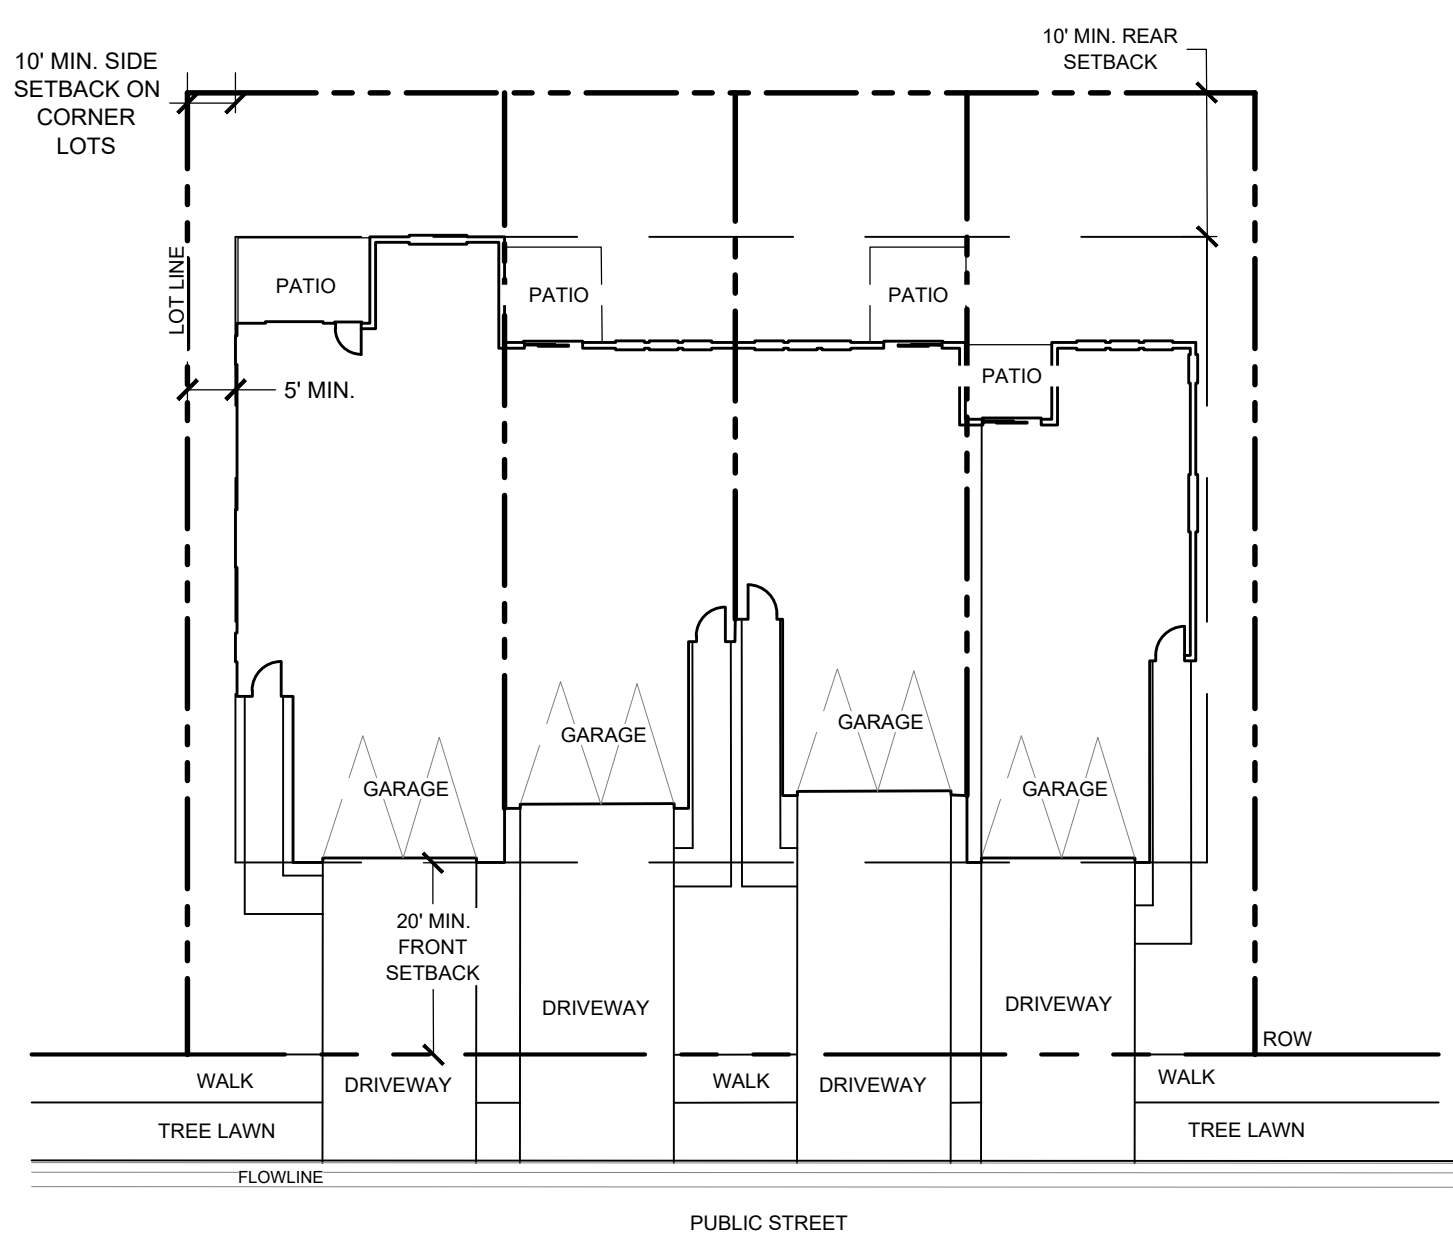 10' MIN. SIDE
SETBACK ON
CORNER
LOTS
10' MIN. REAR
SETBACK
LOT LINE
PATIO
PATIO
PATIO
PATIO
5' MIN.
GARAGE
GARAGE
GARAGE
GARAGE
20' MIN.
FRONT
SETBACK
DRIVEWAY
DRIVEWAY
ROW
WALK
DRIVEWAY
WALK
DRIVEWAY
WALK
TREE LAWN
TREE LAWN
FLOWLINE
PUBLIC STREET